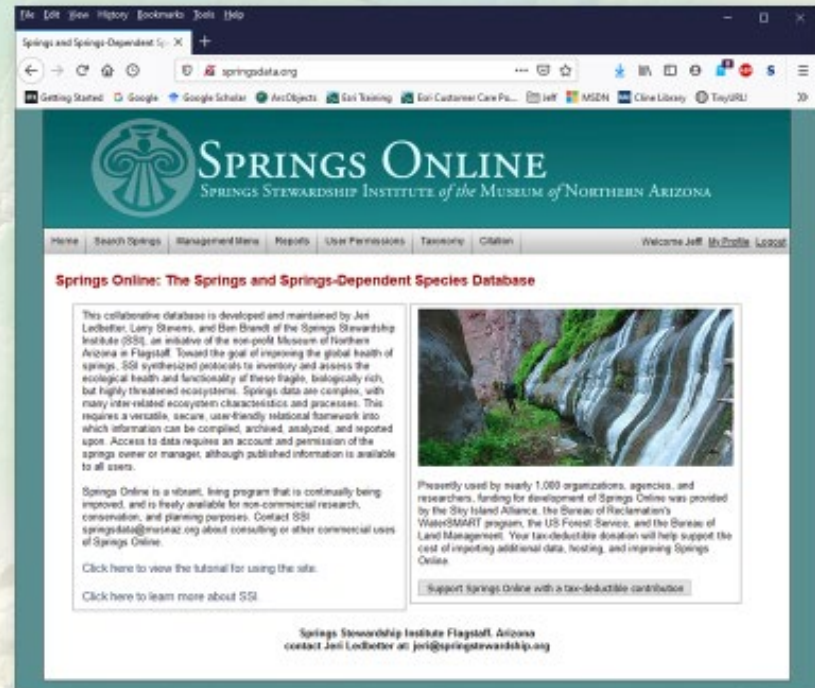 File Edit View History Bookmarks Tools Help
Springs and Springs-Dependent Sp
springsdata.org
Getting Started Google Google Scholar ArcObjects Esri Training Esri Customer Care Po... Jeff MSDN Cline Library TinyURL!
SPRINGS ONLINE
SPRINGS STEWARDSHIP INSTITUTE of the MUSEUM of NORTHERN ARIZONA
Home Search Springs Management Menu Reports User Permissions Taxonomy Citation Welcome Jeff My Profile Logout
Springs Online: The Springs and Springs-Dependent Species Database
This collaborative database is developed and maintained by Jeri
Ledbetter, Larry Stevens, and Ben Brandt of the Springs Stewardship
Institute (SSI), an initiative of the non-profit Museum of Northern
Arizona in Flagstaff. Toward the goal of improving the global health of
springs, SSI synthesized protocols to inventory and assess the
ecological health and functionality of these fragile, biologically rich,
but highly threatened ecosystems. Springs data are complex, with
many inter-related ecosystem characteristics and processes. This
requires a versatile, secure, user-friendly relational framework into
which information can be compiled, archived, analyzed, and reported
upon. Access to data requires an account and permission of the
springs owner or manager, although published information is available
to all users.
Springs Online is a vibrant, living program that is continually being
improved, and is freely available for non-commercial research,
conservation, and planning purposes. Contact SSI
springsdata@musnaz.org about consulting or other commercial uses
of Springs Online.
Click here to view the tutorial for using the site.
Click here to learn more about SSI.
Presently used by nearly 1,000 organizations, agencies, and
researchers, funding for development of Springs Online was provided
by the Sky Island Alliance, the Bureau of Reclamation's
WaterSMART program, the US Forest Service, and the Bureau of
Land Management. Your tax-deductible donation will help support the
cost of importing additional data, hosting, and improving Springs
Online.
Support Springs Online with a tax-deductible contribution
Springs Stewardship Institute Flagstaff, Arizona
contact Jeri Ledbetter at: jeri@springstewardship.org